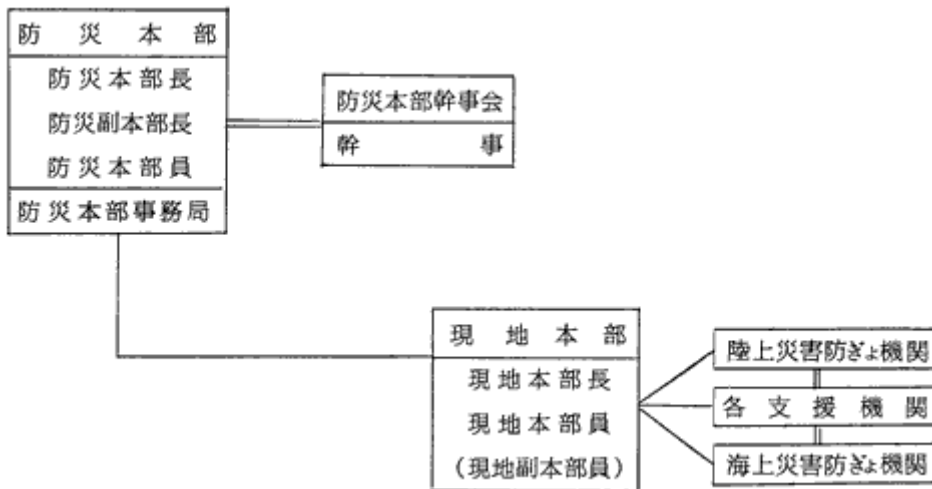 防災本部
防災本部長
防災副本部長
防災本部員
防災本部事務局
防災本部幹事会
幹事
現地本部
現地本部長
現地本部員
(現地副本部員)
陸上災害防ぎょ機関
各支援機関
海上災害防ぎょ機関